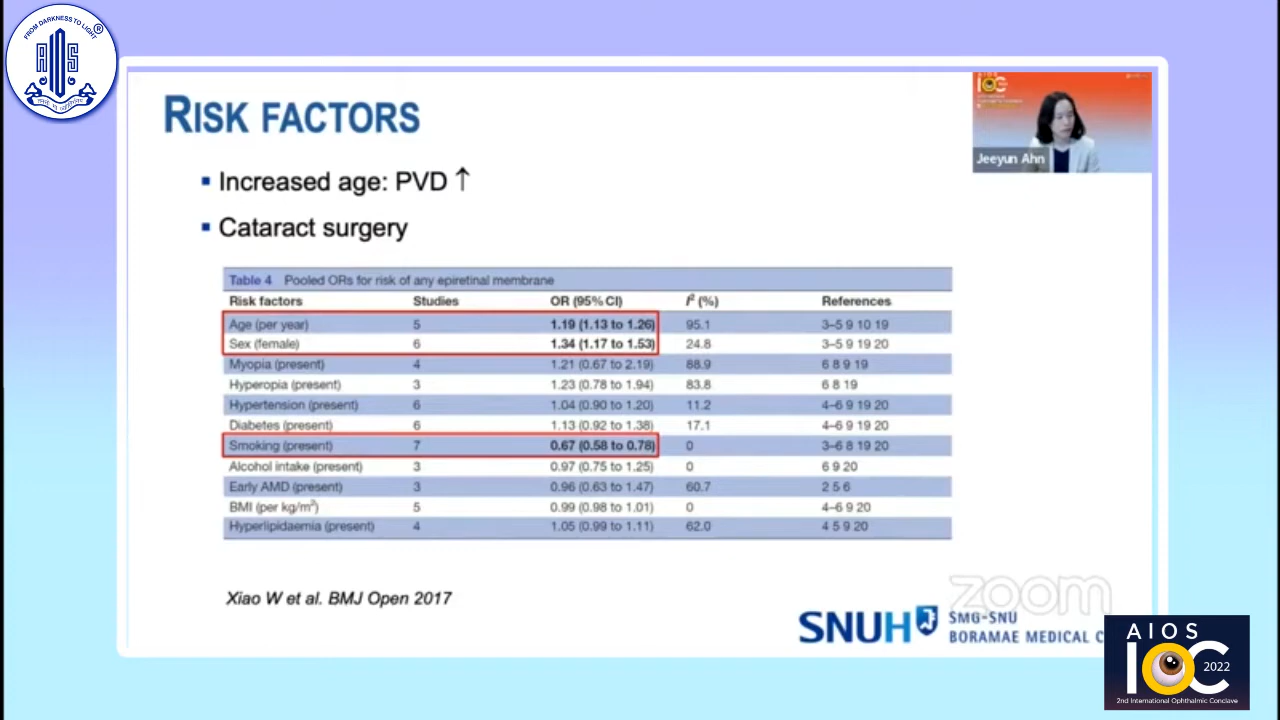 FROM DARKNESS TO LIGHT
®
AIOS
RISK FACTORS
AIOS
IOC
Jeeyun Ahn
▪ Increased age: PVD ↑
▪ Cataract surgery
Table 4 Pooled ORs for risk of any epiretinal membrane
Risk factors Studies OR (95% CI) I² (%) References
Age (per year) 5 1.19 (1.13 to 1.26) 95.1 3–5 9 10 19
Sex (female) 6 1.34 (1.17 to 1.53) 24.8 3–5 9 19 20
Myopia (present) 4 1.21 (0.67 to 2.19) 88.9 6 8 9 19
Hyperopia (present) 3 1.23 (0.78 to 1.94) 83.8 6 8 19
Hypertension (present) 6 1.04 (0.90 to 1.20) 11.2 4–6 9 19 20
Diabetes (present) 6 1.13 (0.92 to 1.38) 17.1 4–6 9 19 20
Smoking (present) 7 0.67 (0.58 to 0.78) 0 3–6 8 19 20
Alcohol intake (present) 3 0.97 (0.75 to 1.25) 0 6 9 20
Early AMD (present) 3 0.96 (0.63 to 1.47) 60.7 2 5 6
BMI (per kg/m²) 5 0.99 (0.98 to 1.01) 0 4–6 9 20
Hyperlipidaemia (present) 4 1.05 (0.99 to 1.11) 62.0 4 5 9 20
Xiao W et al. BMJ Open 2017
zoom
SNUH
SMG-SNU
BORAMAE MEDICAL C
AIOS
IOC 2022
2nd International Ophthalmic Conclave